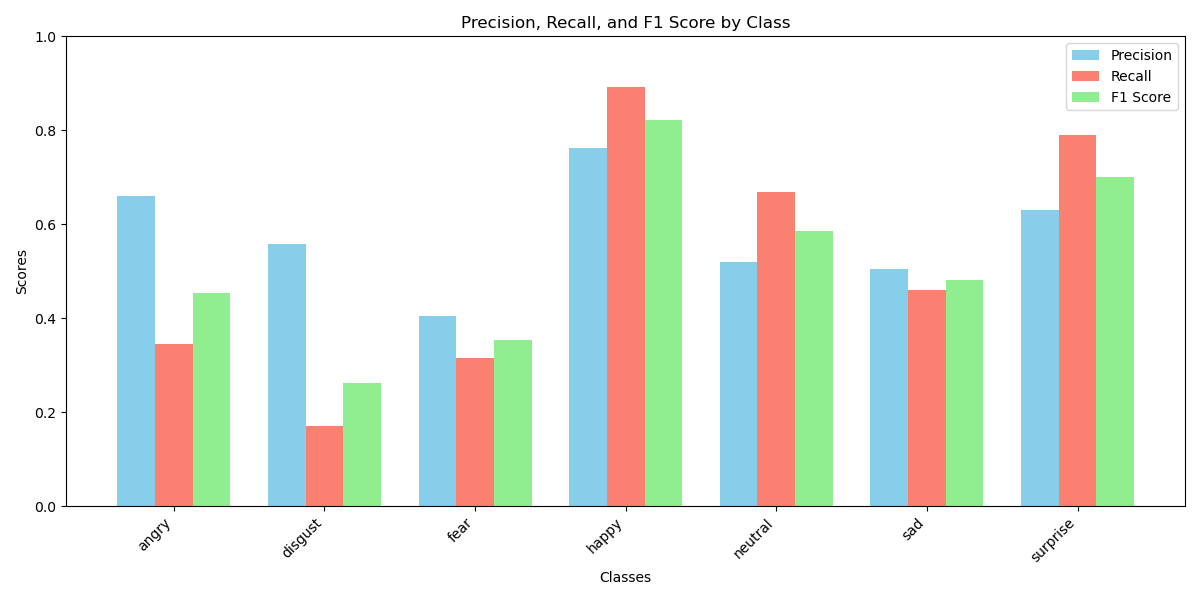 Precision, Recall, and F1 Score by Class
1.0
0.8
0.6
0.4
0.2
0.0
Scores
Precision
Recall
F1 Score
angry
disgust
fear
happy
neutral
sad
surprise
Classes